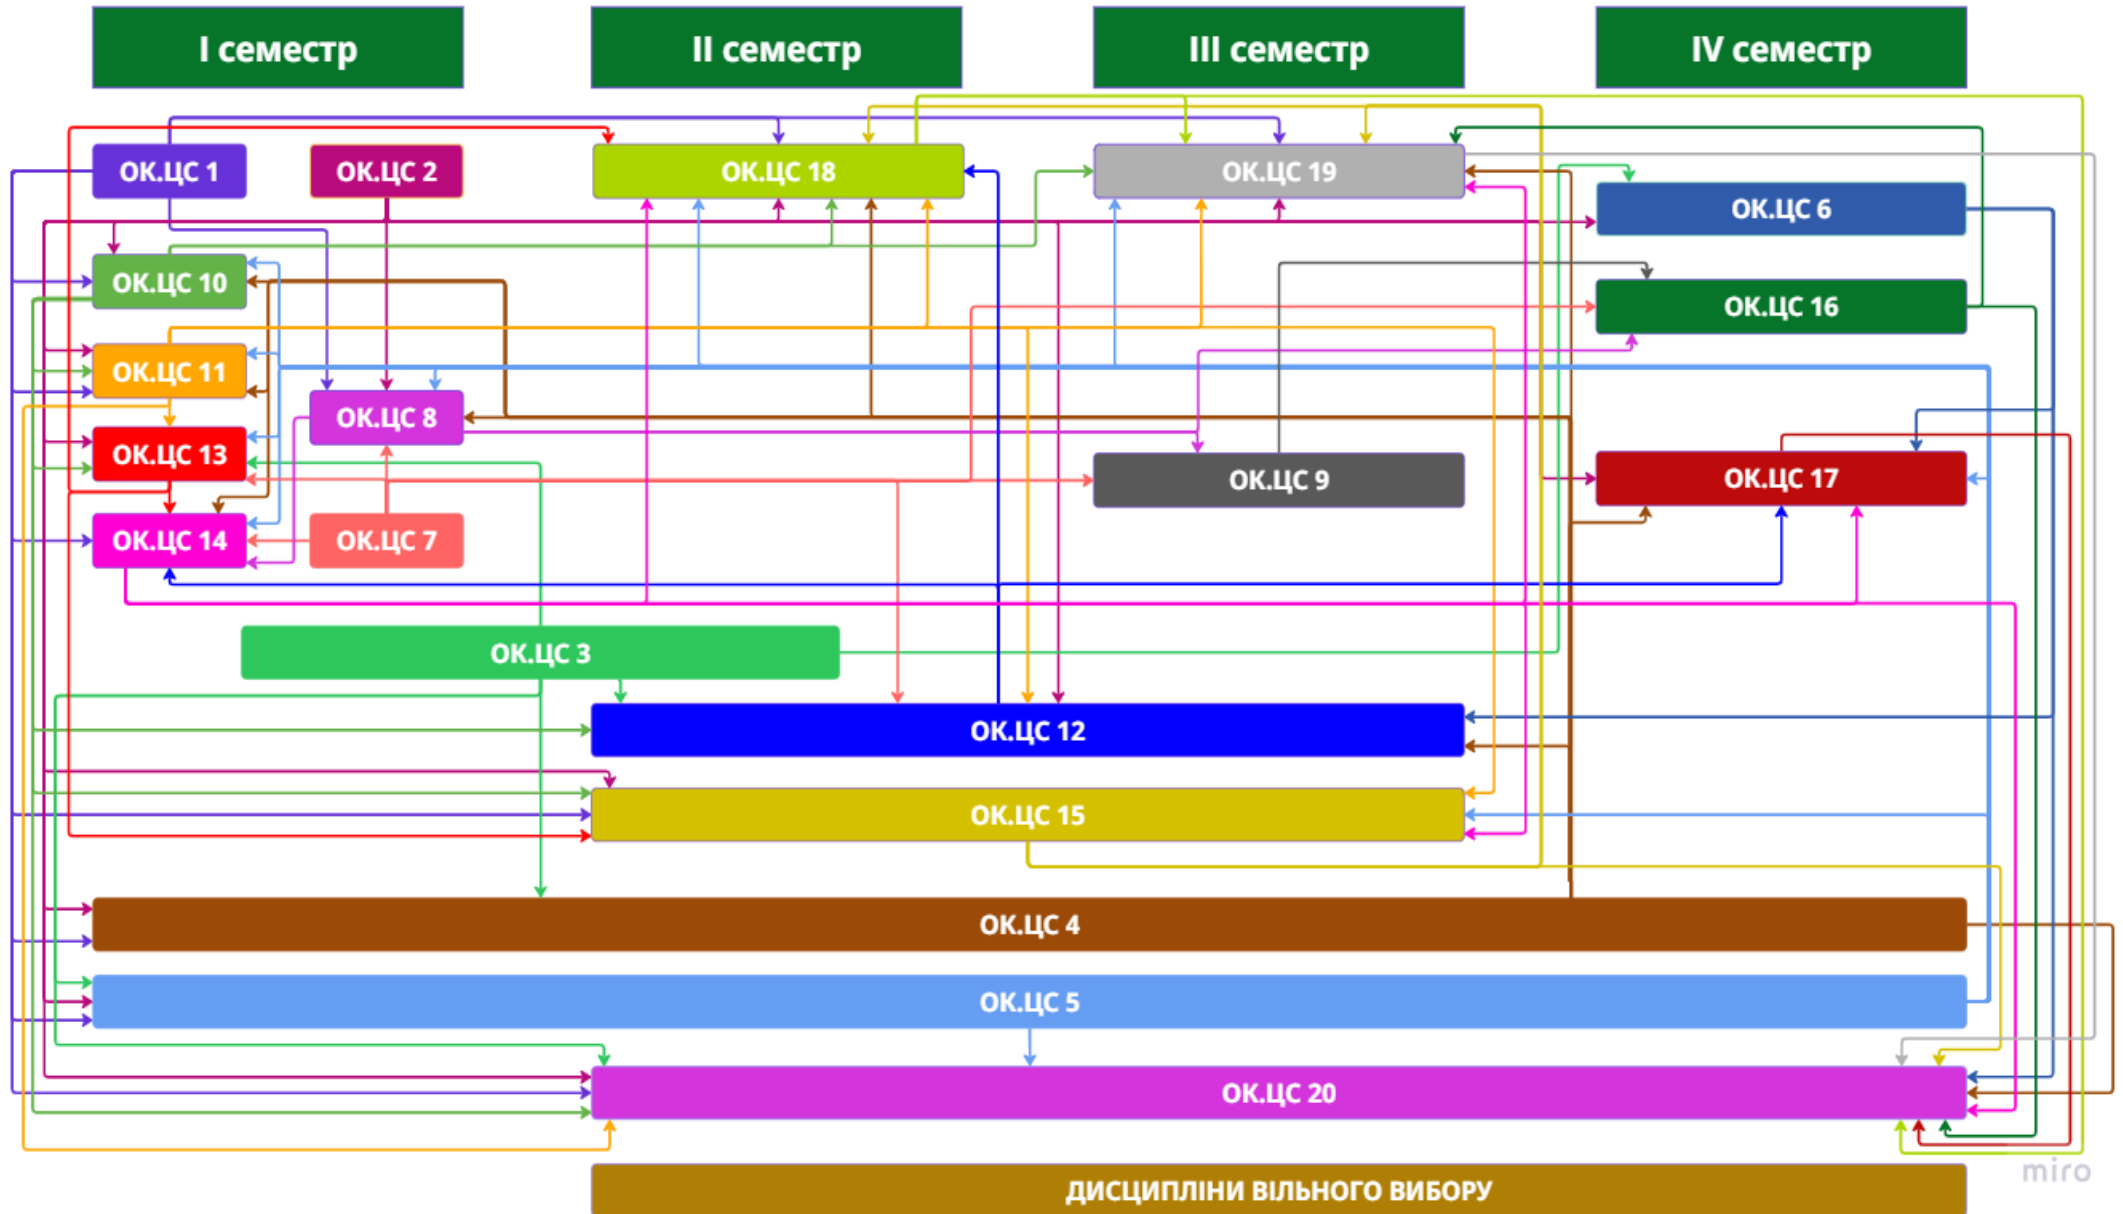 I семестр
II семестр
III семестр
IV семестр
ОК.ЦС 1
ОК.ЦС 2
ОК.ЦС 18
ОК.ЦС 19
ОК.ЦС 6
ОК.ЦС 10
ОК.ЦС 16
ОК.ЦС 11
ОК.ЦС 8
ОК.ЦС 13
ОК.ЦС 9
ОК.ЦС 17
ОК.ЦС 14
ОК.ЦС 7
ОК.ЦС 3
ОК.ЦС 12
ОК.ЦС 15
ОК.ЦС 4
ОК.ЦС 5
ОК.ЦС 20
miro
ДИСЦИПЛІНИ ВІЛЬНОГО ВИБОРУ